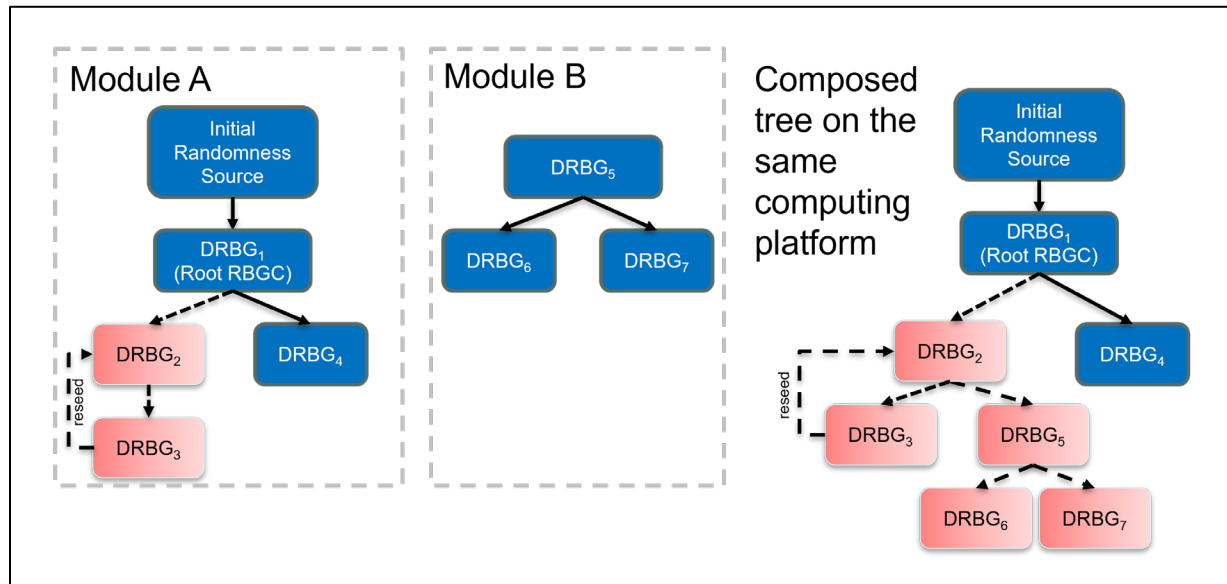 Module A
Initial
Randomness
Source
DRBG₁
(Root RBGC)
DRBG₂
DRBG₄
reseed
DRBG₃
Module B
DRBG₅
DRBG₆
DRBG₇
Composed
tree on the
same
computing
platform
Initial
Randomness
Source
DRBG₁
(Root RBGC)
DRBG₂
DRBG₄
reseed
DRBG₃
DRBG₅
DRBG₆
DRBG₇